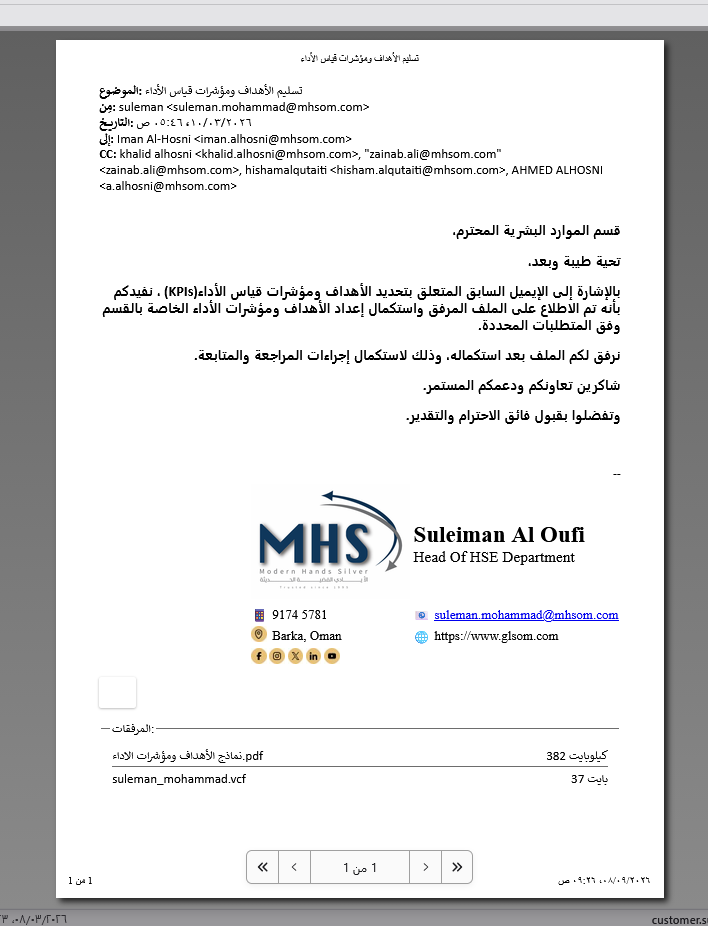 تسليم الأهداف ومؤشرات قياس الأداء
الموضوع: تسليم الأهداف ومؤشرات قياس الأداء
من: suleman <suleman.mohammad@mhsom.com>
التاريخ: ١٠/٠٣/٢٠٢٦، ٠٥:٤٦ ص
إلى: Iman Al-Hosni <iman.alhosni@mhsom.com>
CC: khalid alhosni <khalid.alhosni@mhsom.com>, "zainab.ali@mhsom.com"
<zainab.ali@mhsom.com>, hishamalqutaiti <hisham.alqutaiti@mhsom.com>, AHMED ALHOSNI
<a.alhosni@mhsom.com>
قسم الموارد البشرية المحترم،
تحية طيبة وبعد،
بالإشارة إلى الإيميل السابق المتعلق بتحديد الأهداف ومؤشرات قياس الأداء(KPIs) ، نفيدكم
بأنه تم الاطلاع على الملف المرفق واستكمال إعداد الأهداف ومؤشرات الأداء الخاصة بالقسم
وفق المتطلبات المحددة.
نرفق لكم الملف بعد استكماله، وذلك لاستكمال إجراءات المراجعة والمتابعة.
شاكرين تعاونكم ودعمكم المستمر.
وتفضلوا بقبول فائق الاحترام والتقدير.
--
MHS
Modern Hands Silver
الأيـادي الفضيـة الحـديثة
Trusted since 1992
Suleiman Al Oufi
Head Of HSE Department
9174 5781
suleman.mohammad@mhsom.com
Barka, Oman
https://www.glsom.com
المرفقات:
نماذج الأهداف ومؤشرات الاداء.pdf
382 كيلوبايت
suleman_mohammad.vcf
37 بايت
1 من 1
1 من 1
٠٨/٠٩/٢٠٢٦، ٠٩:٢٦ ص
٠٨/٠٣/٢٠٢٦،
customer.s